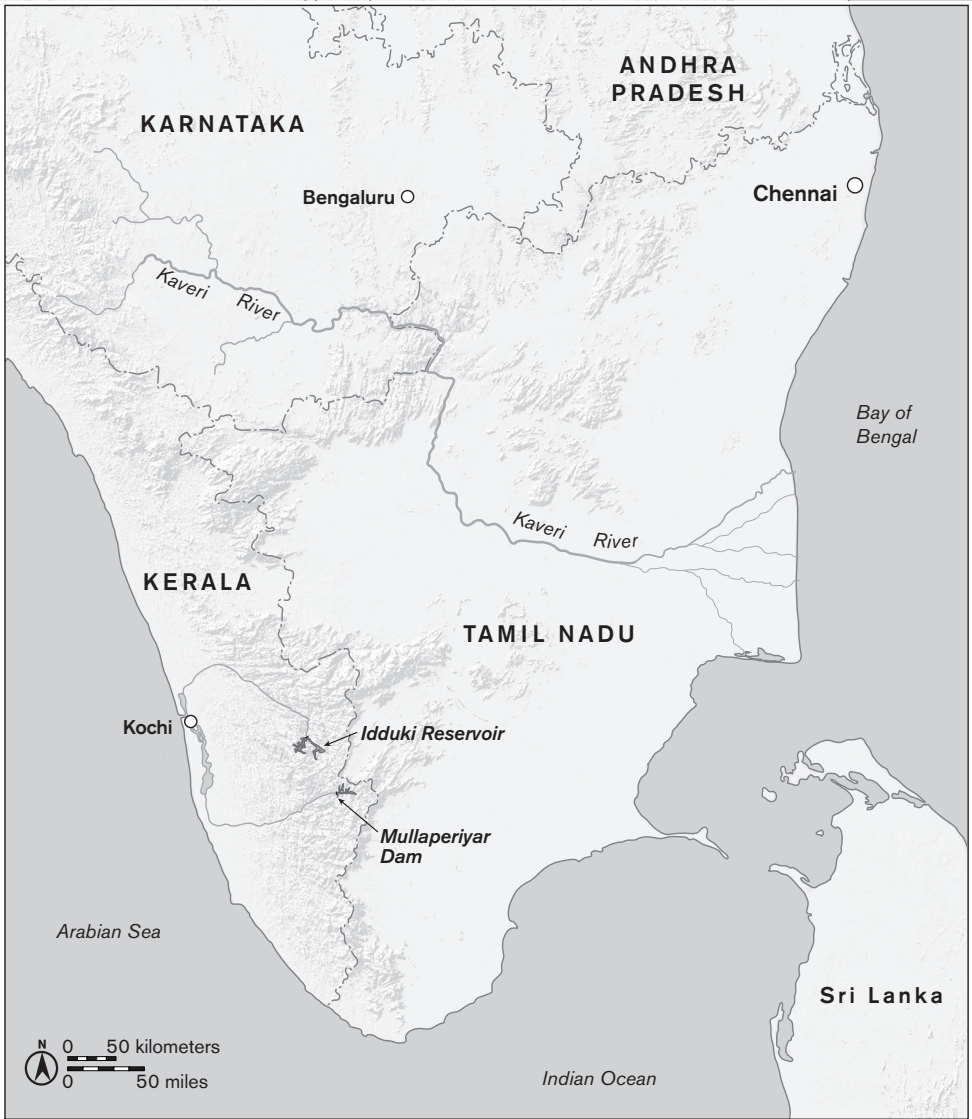 ANDHRA
PRADESH
KARNATAKA
Bengaluru
Chennai
Kaveri River
Bay of
Bengal
Kaveri River
KERALA
TAMIL NADU
Kochi
Idduki Reservoir
Mullaperiyar
Dam
Arabian Sea
Sri Lanka
N
0 50 kilometers
0 50 miles
Indian Ocean